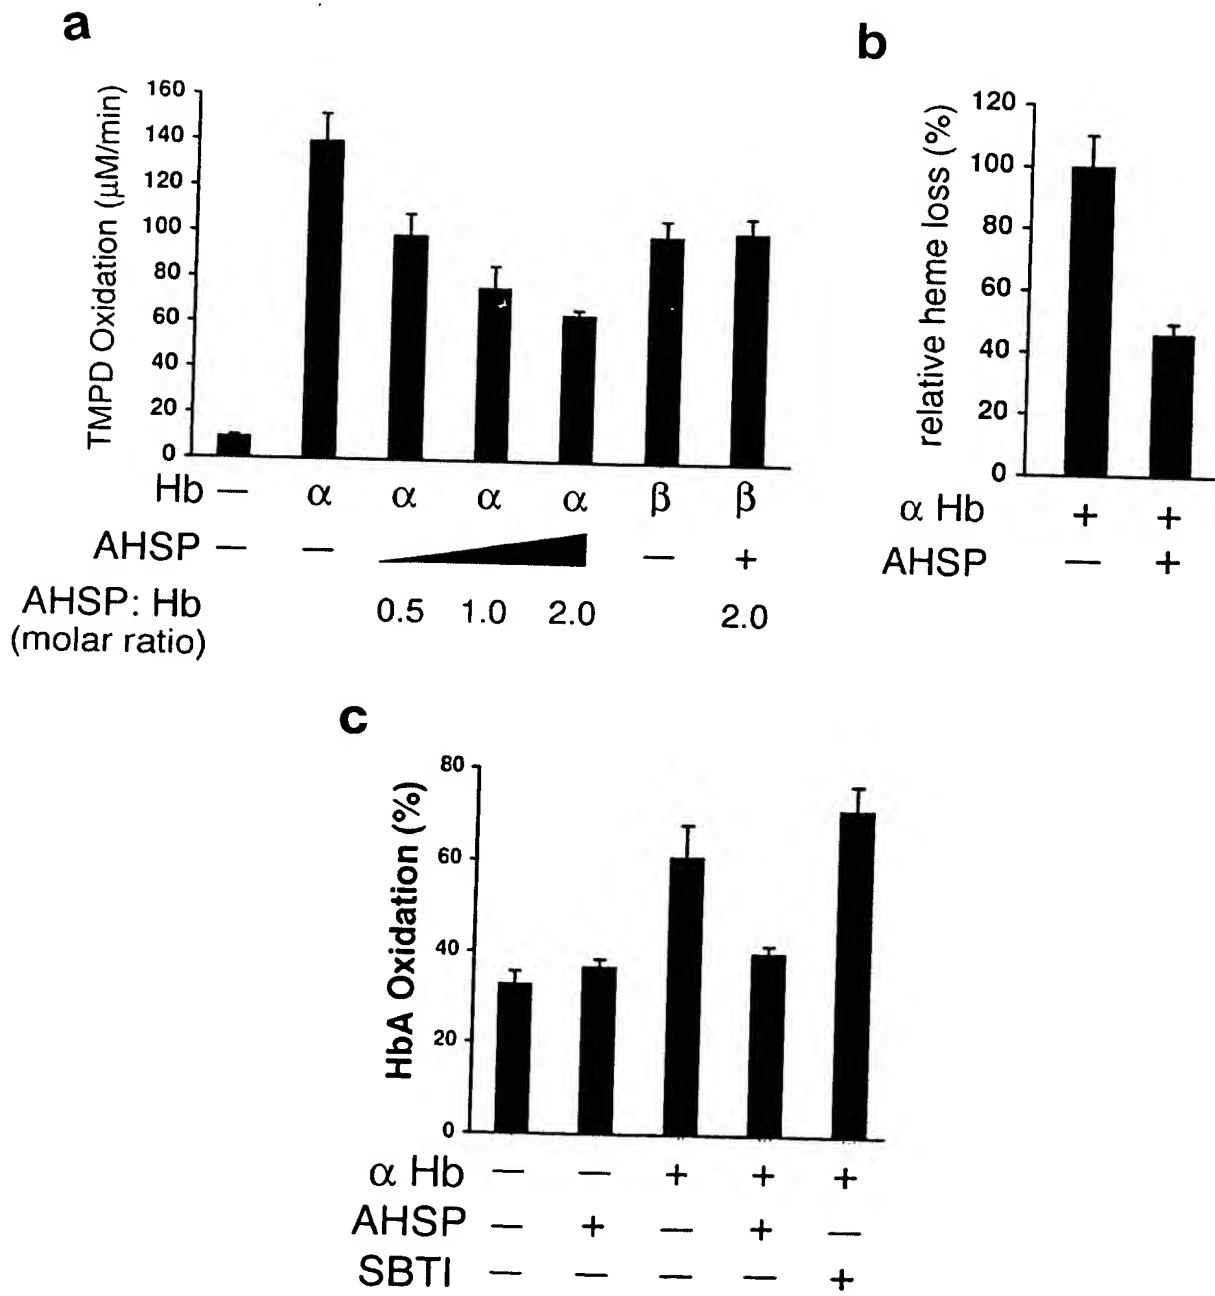 a
TMPD Oxidation (μM/min)
160
140
120
100
80
60
40
20
0
Hb — α α α α β β
AHSP — — — +
AHSP: Hb 0.5 1.0 2.0 2.0
(molar ratio)
b
relative heme loss (%)
120
100
80
60
40
20
0
α Hb + +
AHSP — +
c
HbA Oxidation (%)
80
60
40
20
0
α Hb — — + + +
AHSP — + — + —
SBTI — — — — +